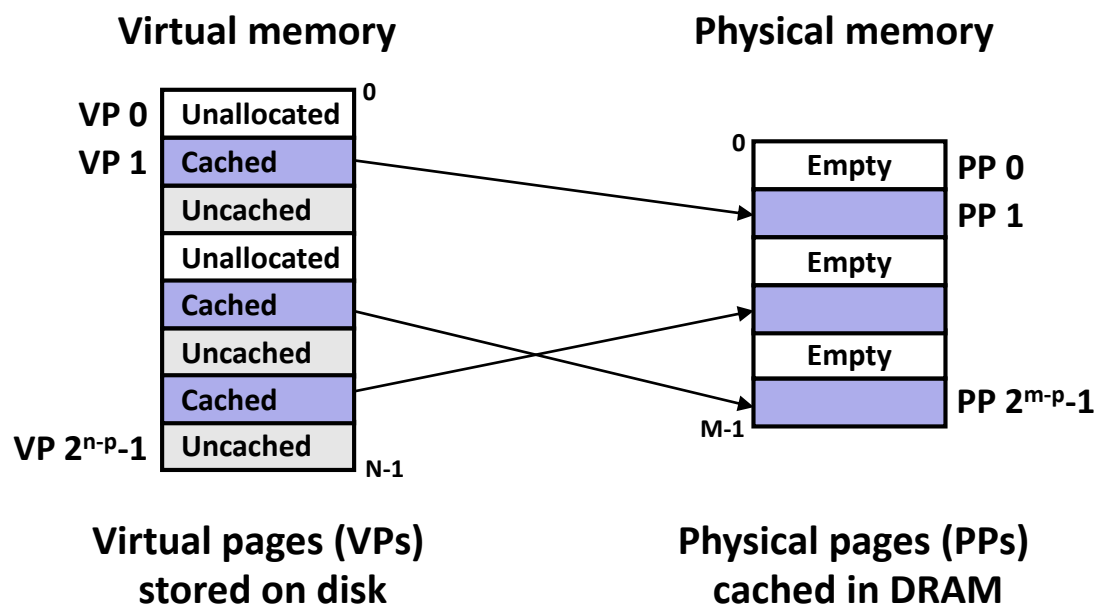 Virtual memory
Physical memory
0
VP 0 Unallocated
VP 1 Cached
Uncached
Unallocated
Cached
Uncached
Cached
VP 2ⁿ⁻ᵖ-1 Uncached
N-1
0
Empty PP 0
PP 1
Empty
Empty
PP 2ᵐ⁻ᵖ-1
M-1
Virtual pages (VPs)
stored on disk
Physical pages (PPs)
cached in DRAM